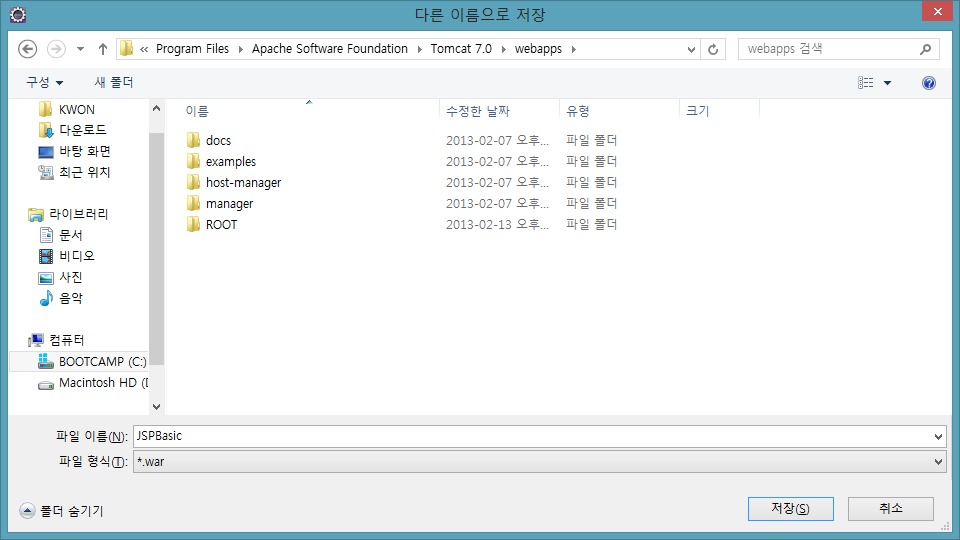 다른 이름으로 저장
« Program Files Apache Software Foundation Tomcat 7.0 webapps
webapps 검색
구성 새 폴더
KWON
다운로드
바탕 화면
최근 위치
라이브러리
문서
비디오
사진
음악
컴퓨터
BOOTCAMP (C:)
Macintosh HD (
이름 수정한 날짜 유형 크기
docs 2013-02-07 오후... 파일 폴더
examples 2013-02-07 오후... 파일 폴더
host-manager 2013-02-07 오후... 파일 폴더
manager 2013-02-07 오후... 파일 폴더
ROOT 2013-02-13 오후... 파일 폴더
파일 이름(N): JSPBasic
파일 형식(T): *.war
폴더 숨기기
저장(S) 취소